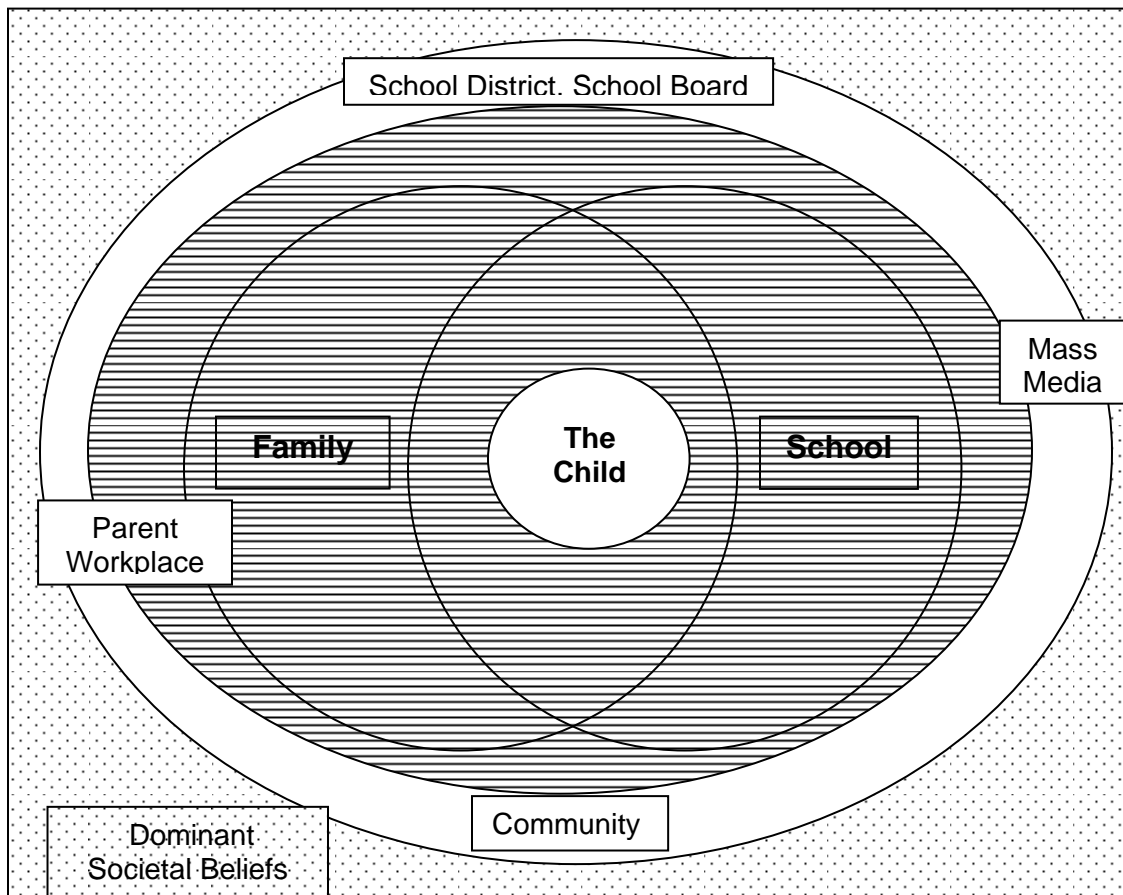 School District. School Board
Mass
Media
Family
The
Child
School
Parent
Workplace
Community
Dominant
Societal Beliefs